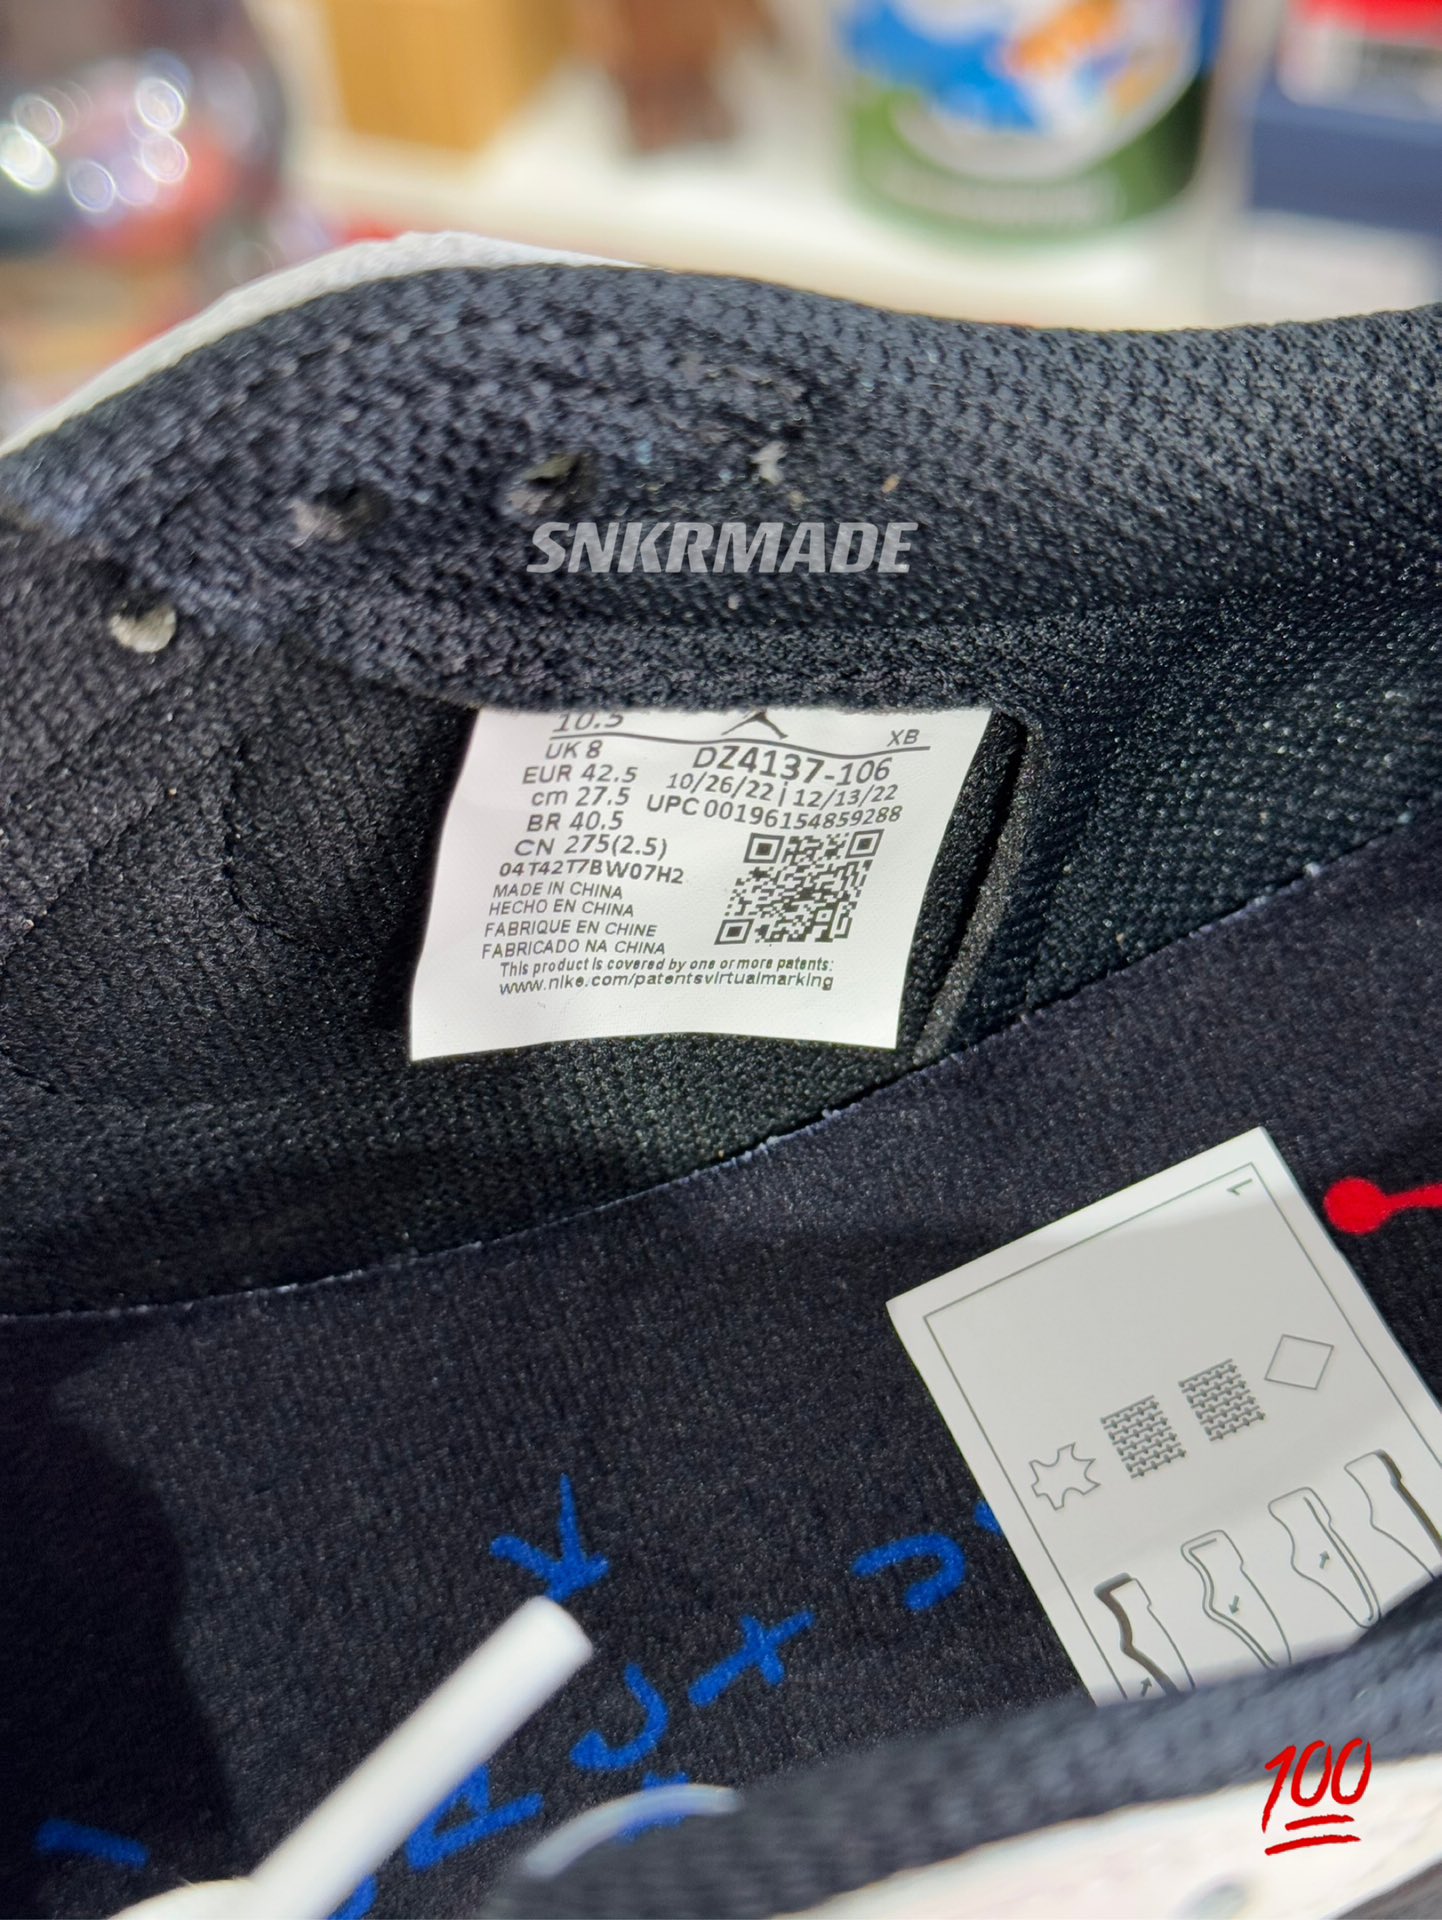 SNKRMADE
10.5
UK 8
EUR 42.5
cm 27.5
BR 40.5
CN 275(2.5)
XB
DZ4137-106
10/26/22 | 12/13/22
UPC 00196154859288
04T42T7BW07H2
MADE IN CHINA
HECHO EN CHINA
FABRIQUE EN CHINE
FABRICADO NA CHINA
This product is covered by one or more patents:
www.nike.com/patentsvirtualmarking
1
100